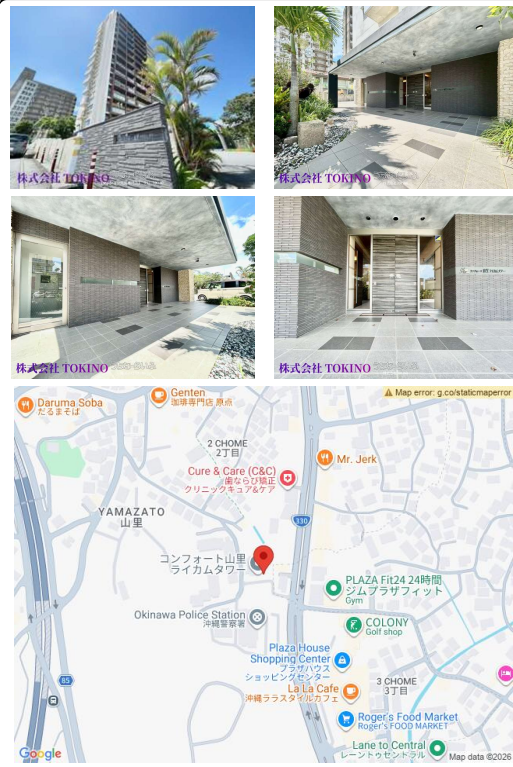 株式会社 TOKINO
株式会社 TOKINO
株式会社 TOKINO
株式会社 TOKINO
Map error: g.co/staticmaperror
Daruma Soba
だるまそば
Genten
珈琲専門店 原点
2 CHOME
2丁目
Mr. Jerk
Cure & Care (C&C)
歯ならび矯正
クリニックキュア&ケア
YAMAZATO
山里
330
コンフォート山里
ライカムタワー
PLAZA Fit24 24時間
ジムプラザフィット
Gym
Okinawa Police Station
沖縄警察署
COLONY
Golf shop
Plaza House
Shopping Center
プラザハウス
ショッピングセンター
85
3 CHOME
3丁目
La La Cafe
沖縄ララスタイルカフェ
Roger's Food Market
Roger's FOOD MARKET
Lane to Central
レーントゥセントラル
Google
Map data ©2026